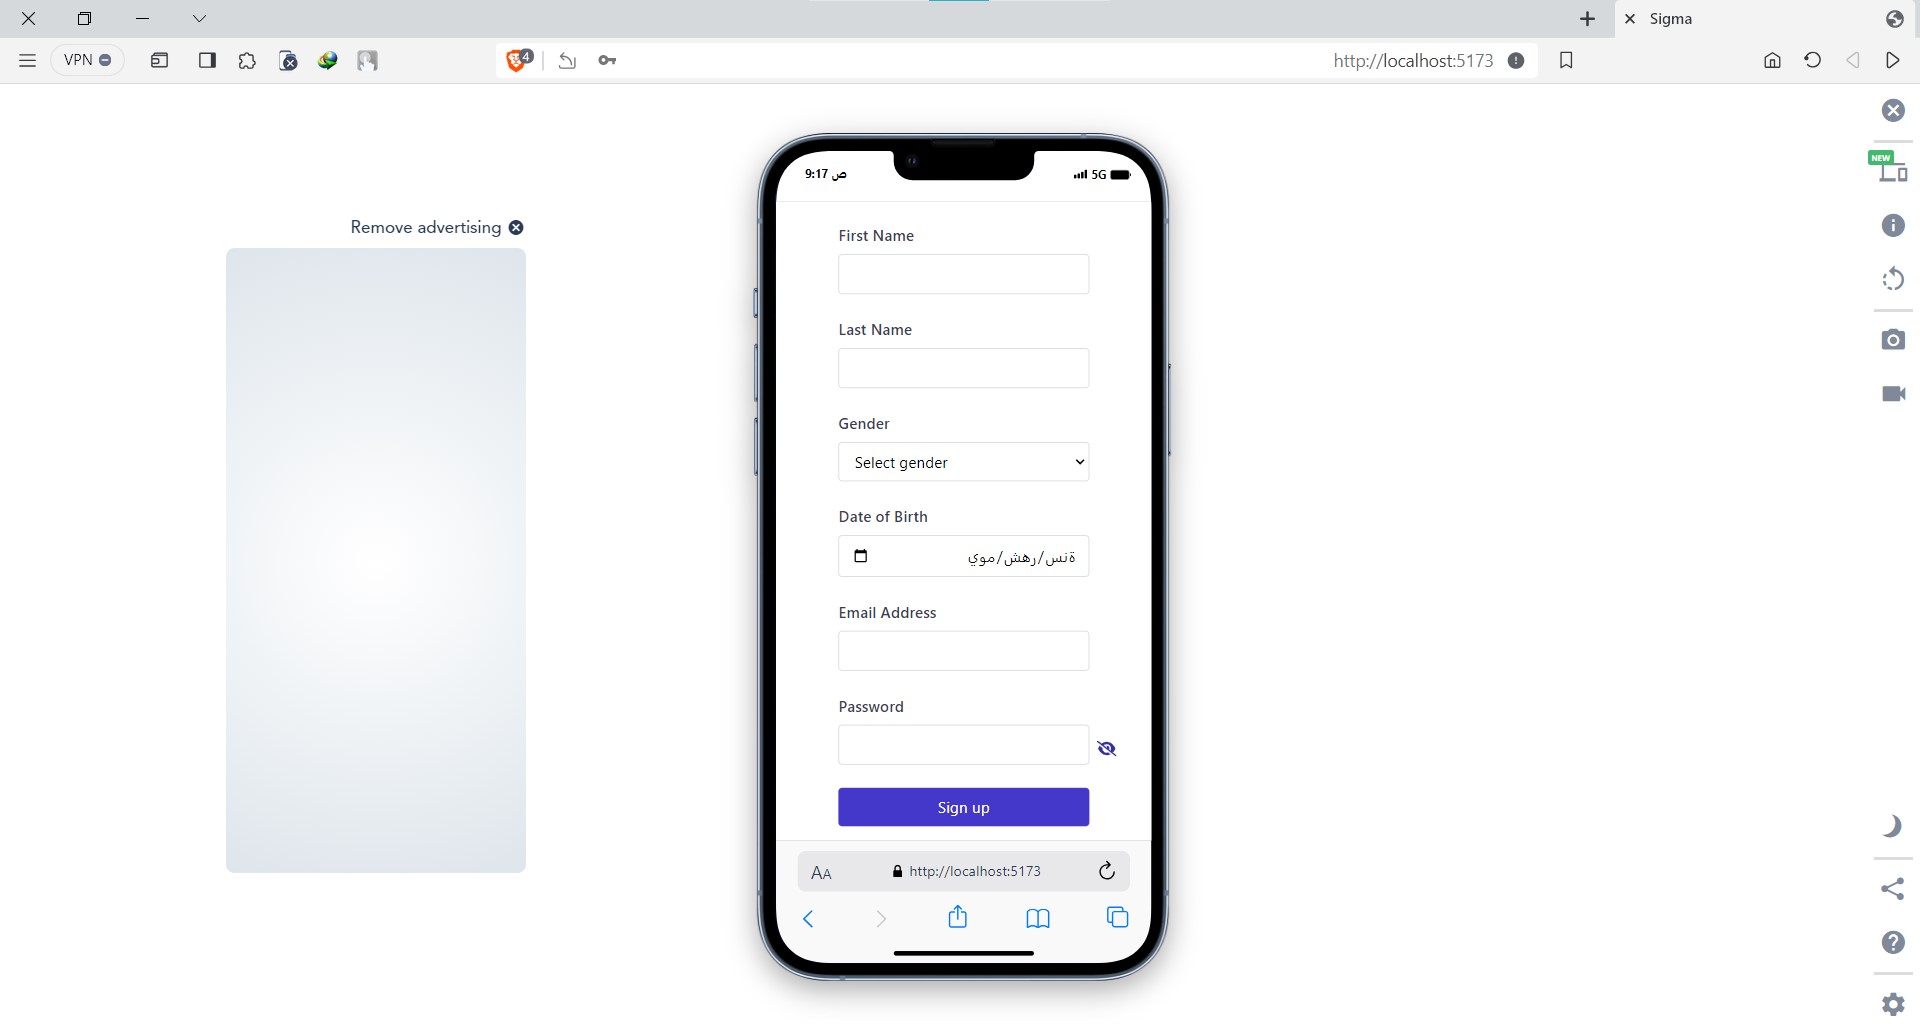 Sigma
VPN
4
http://localhost:5173
NEW
Remove advertising
9:17 ص
5G
First Name
Last Name
Gender
Select gender
Date of Birth
يوم/شهر/سنة
Email Address
Password
Sign up
AA
http://localhost:5173